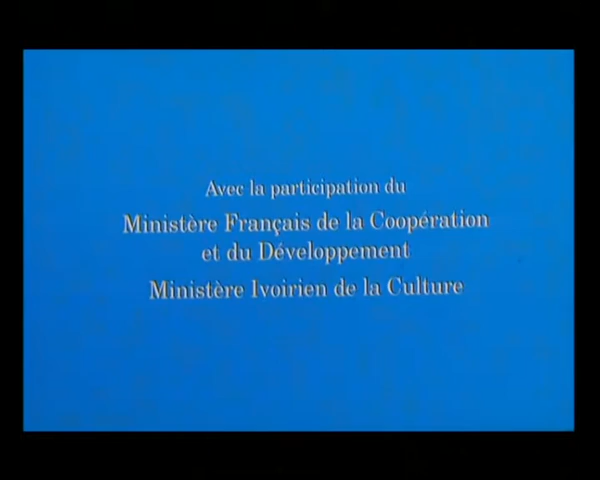 Avec la participation du
Ministère Français de la Coopération
et du Développement
Ministère Ivoirien de la Culture